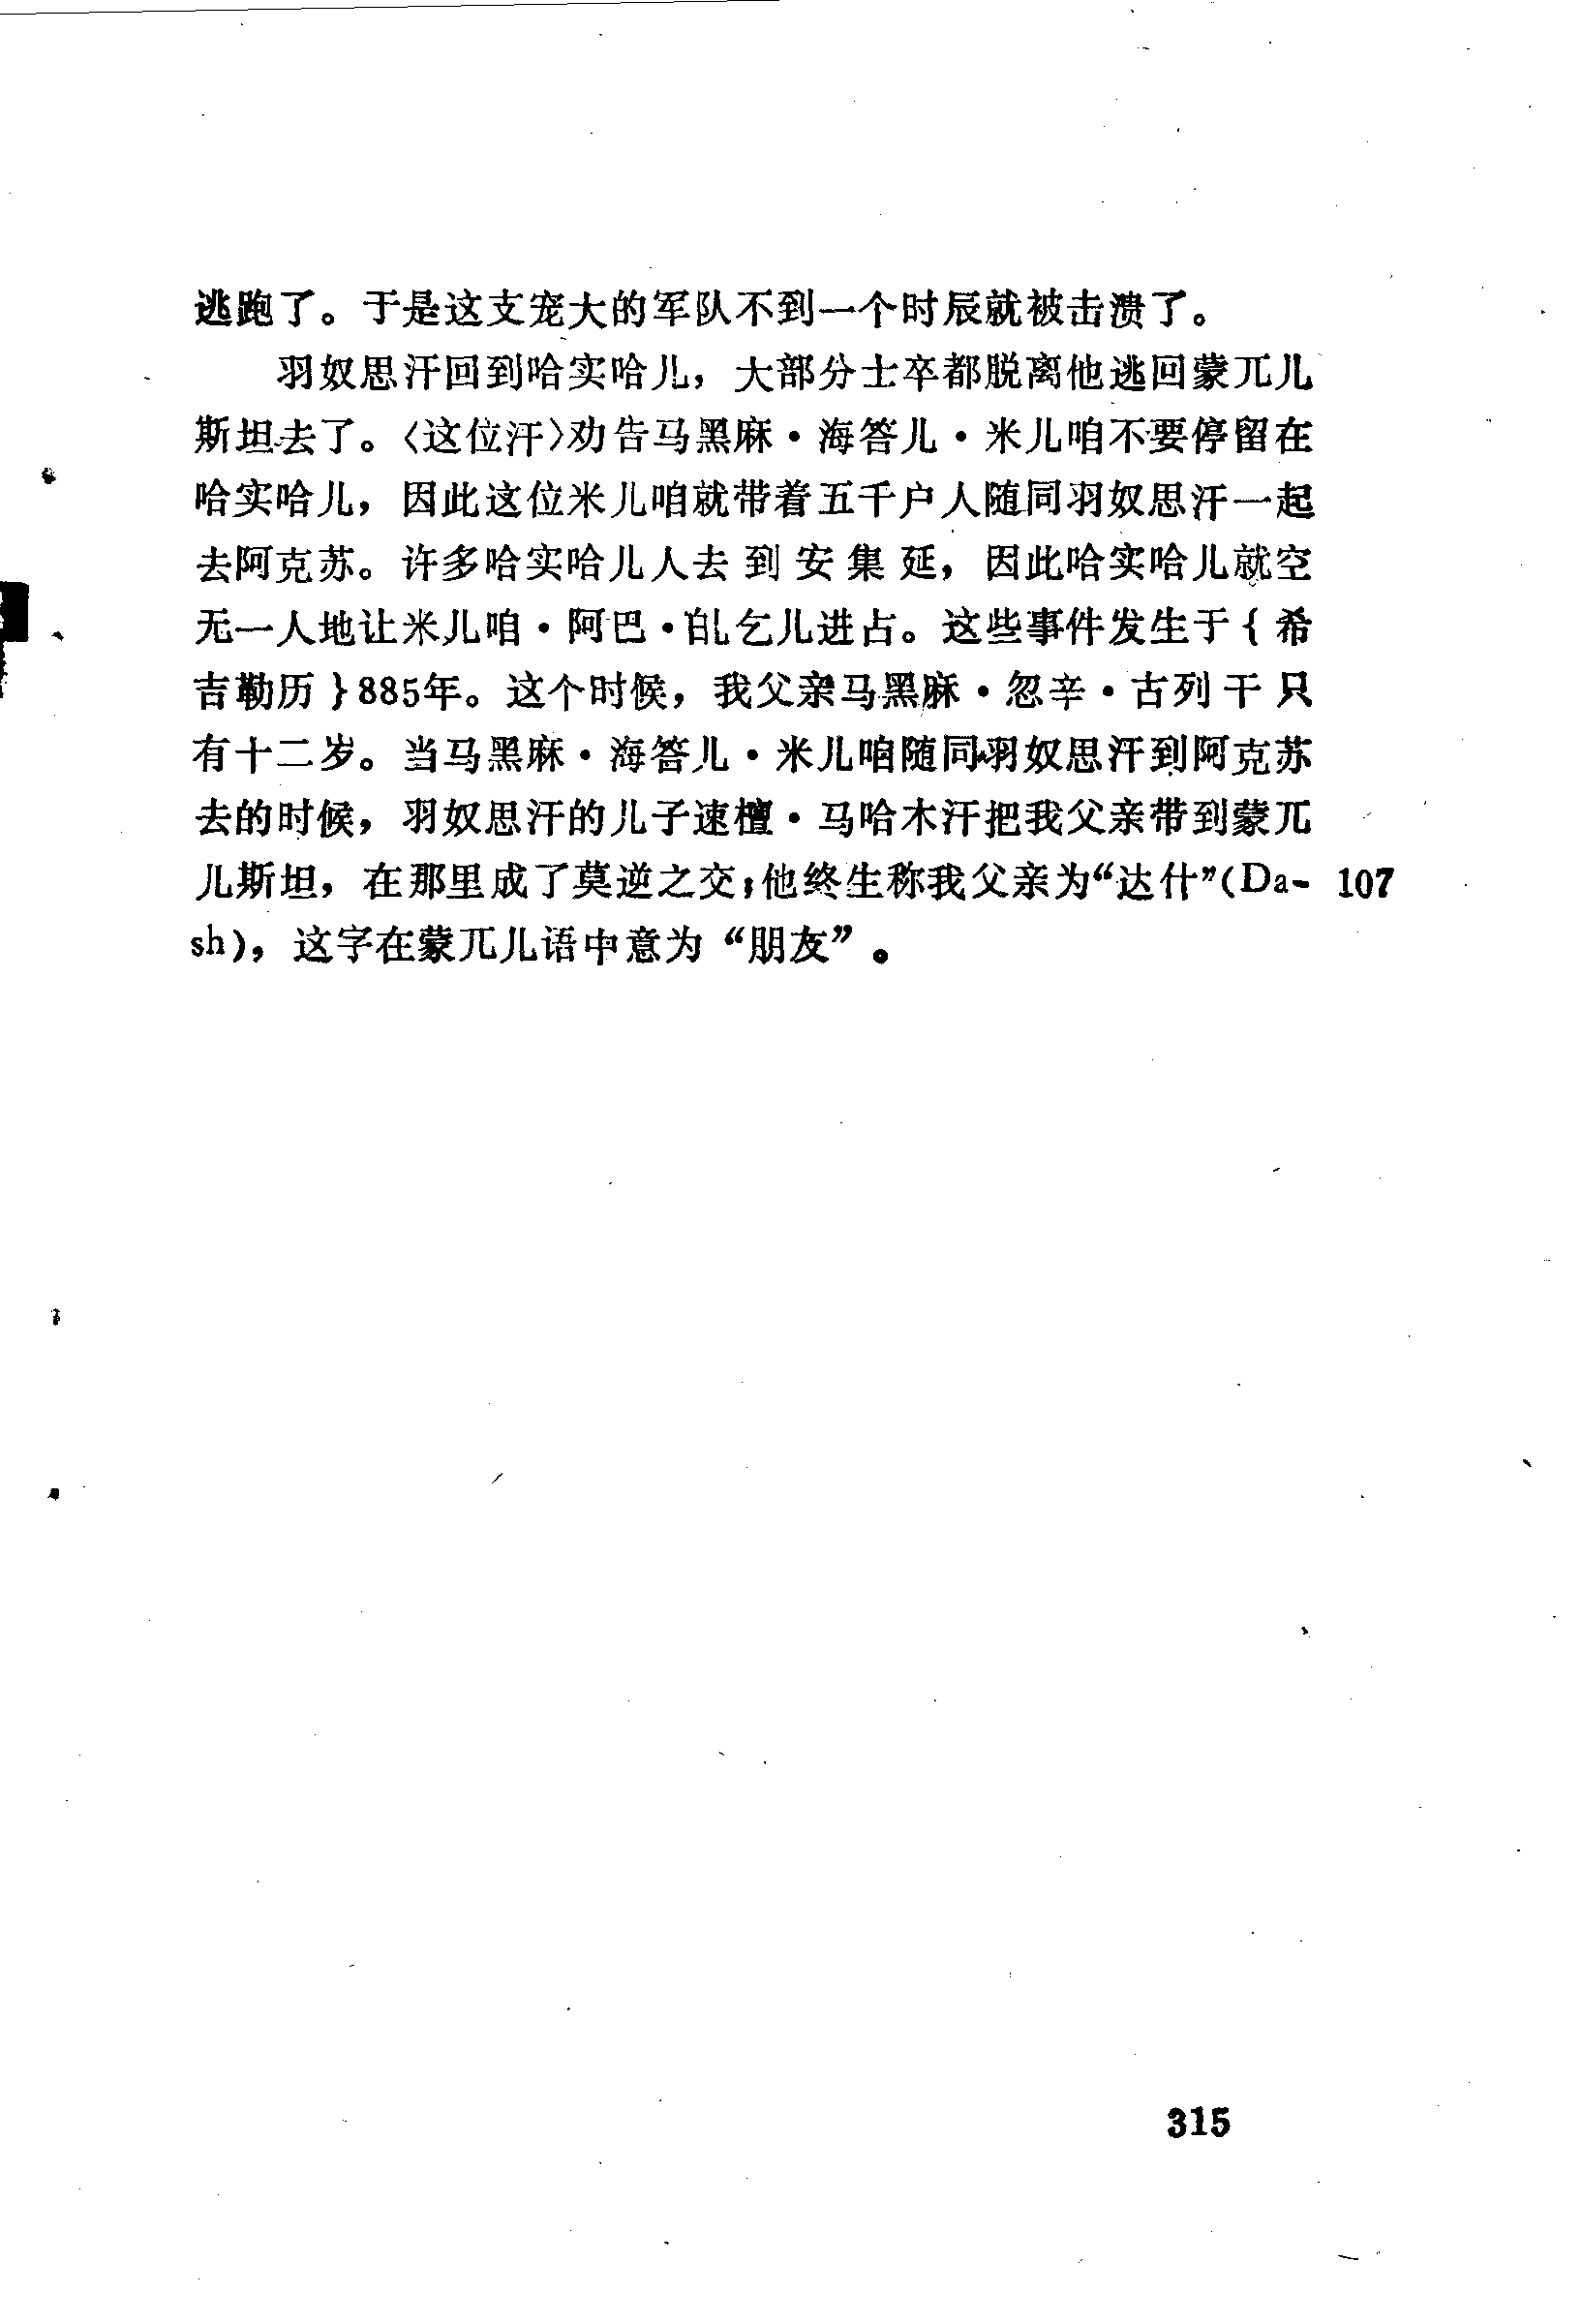 逃跑了。于是这支宠大的军队不到一个时辰就被击溃了。
羽奴思汗回到哈实哈儿，大部分士卒都脱离他逃回蒙兀儿
斯坦去了。〈这位汗〉劝告马黑麻·海答儿·米儿咱不要停留在
哈实哈儿，因此这位米儿咱就带着五千户人随同羽奴思汗一起
去阿克苏。许多哈实哈儿人去到安集延，因此哈实哈儿就空
无一人地让米儿咱·阿巴·癿乞儿进占。这些事件发生于{希
吉勒历}885年。这个时候，我父亲马黑麻·忽辛·古列干只
有十二岁。当马黑麻·海答儿·米儿咱随同羽奴思汗到阿克苏
去的时候，羽奴思汗的儿子速檀·马哈木汗把我父亲带到蒙兀
儿斯坦，在那里成了莫逆之交；他终生称我父亲为“达什”(Da- 107
sh)，这字在蒙兀儿语中意为“朋友”。
315